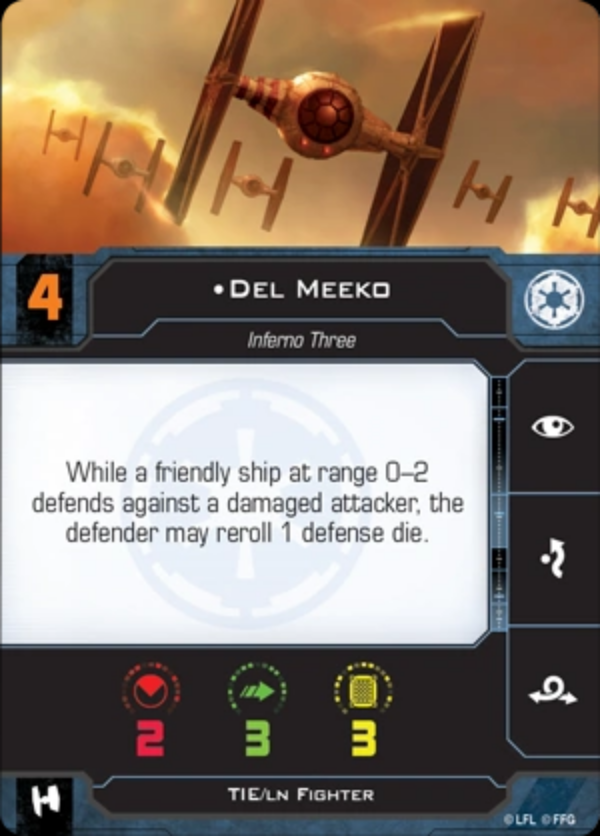 4
•Del Meeko
Inferno Three
While a friendly ship at range 0–2
defends against a damaged attacker, the
defender may reroll 1 defense die.
2 3 3
TIE/ln Fighter
©LFL ©FFG